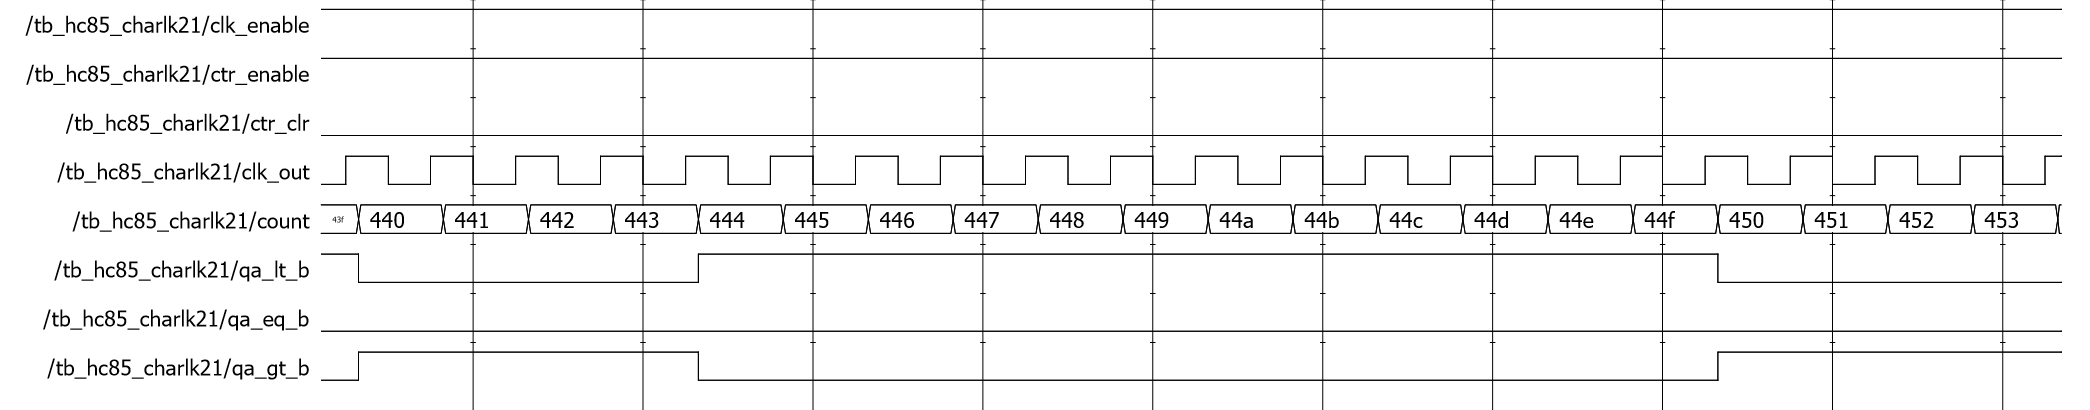 /tb_hc85_charlk21/clk_enable
/tb_hc85_charlk21/ctr_enable
/tb_hc85_charlk21/ctr_clr
/tb_hc85_charlk21/clk_out
/tb_hc85_charlk21/count 43f 440 441 442 443 444 445 446 447 448 449 44a 44b 44c 44d 44e 44f 450 451 452 453
/tb_hc85_charlk21/qa_lt_b
/tb_hc85_charlk21/qa_eq_b
/tb_hc85_charlk21/qa_gt_b